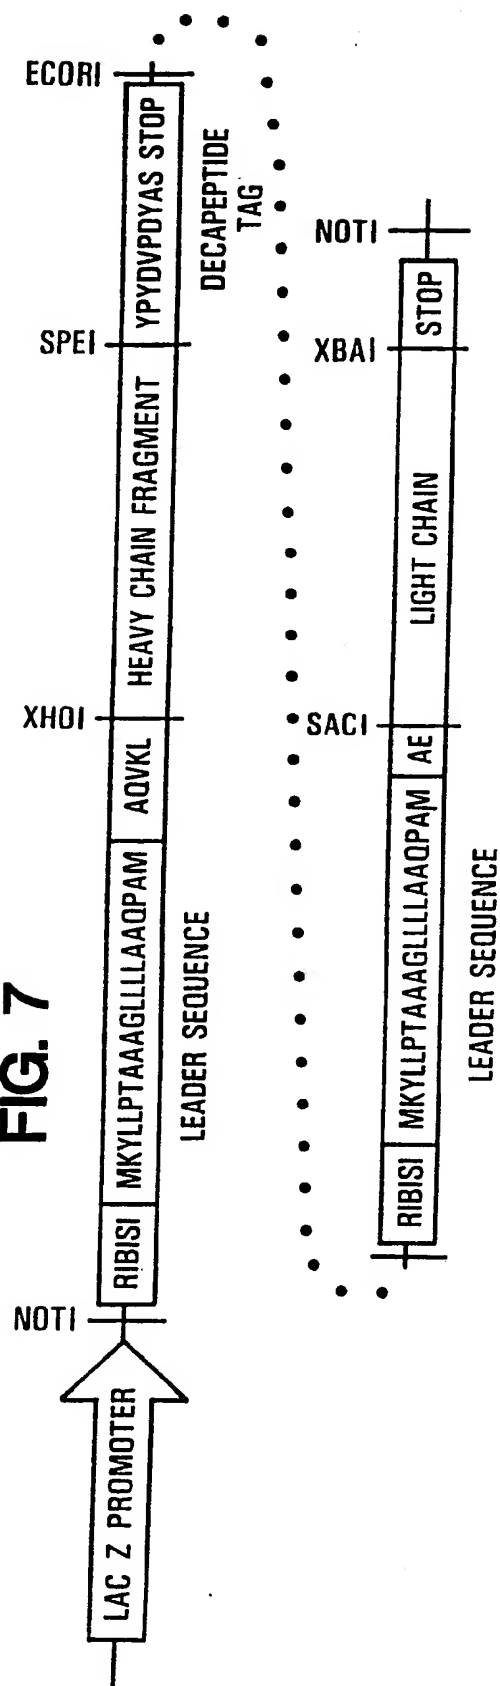 FIG. 7
LAC Z PROMOTER
NOTI
RIBISI
MKYLLPTAAAGLLLLAAQPAM
LEADER SEQUENCE
AQVKL
XHOI
HEAVY CHAIN FRAGMENT
SPEI
YPYDVPDYAS STOP
DECAPEPTIDE
TAG
ECORI
RIBISI
MKYLLPTAAAGLLLLAAQPAM
LEADER SEQUENCE
AE
SACI
LIGHT CHAIN
XBAI
STOP
NOTI